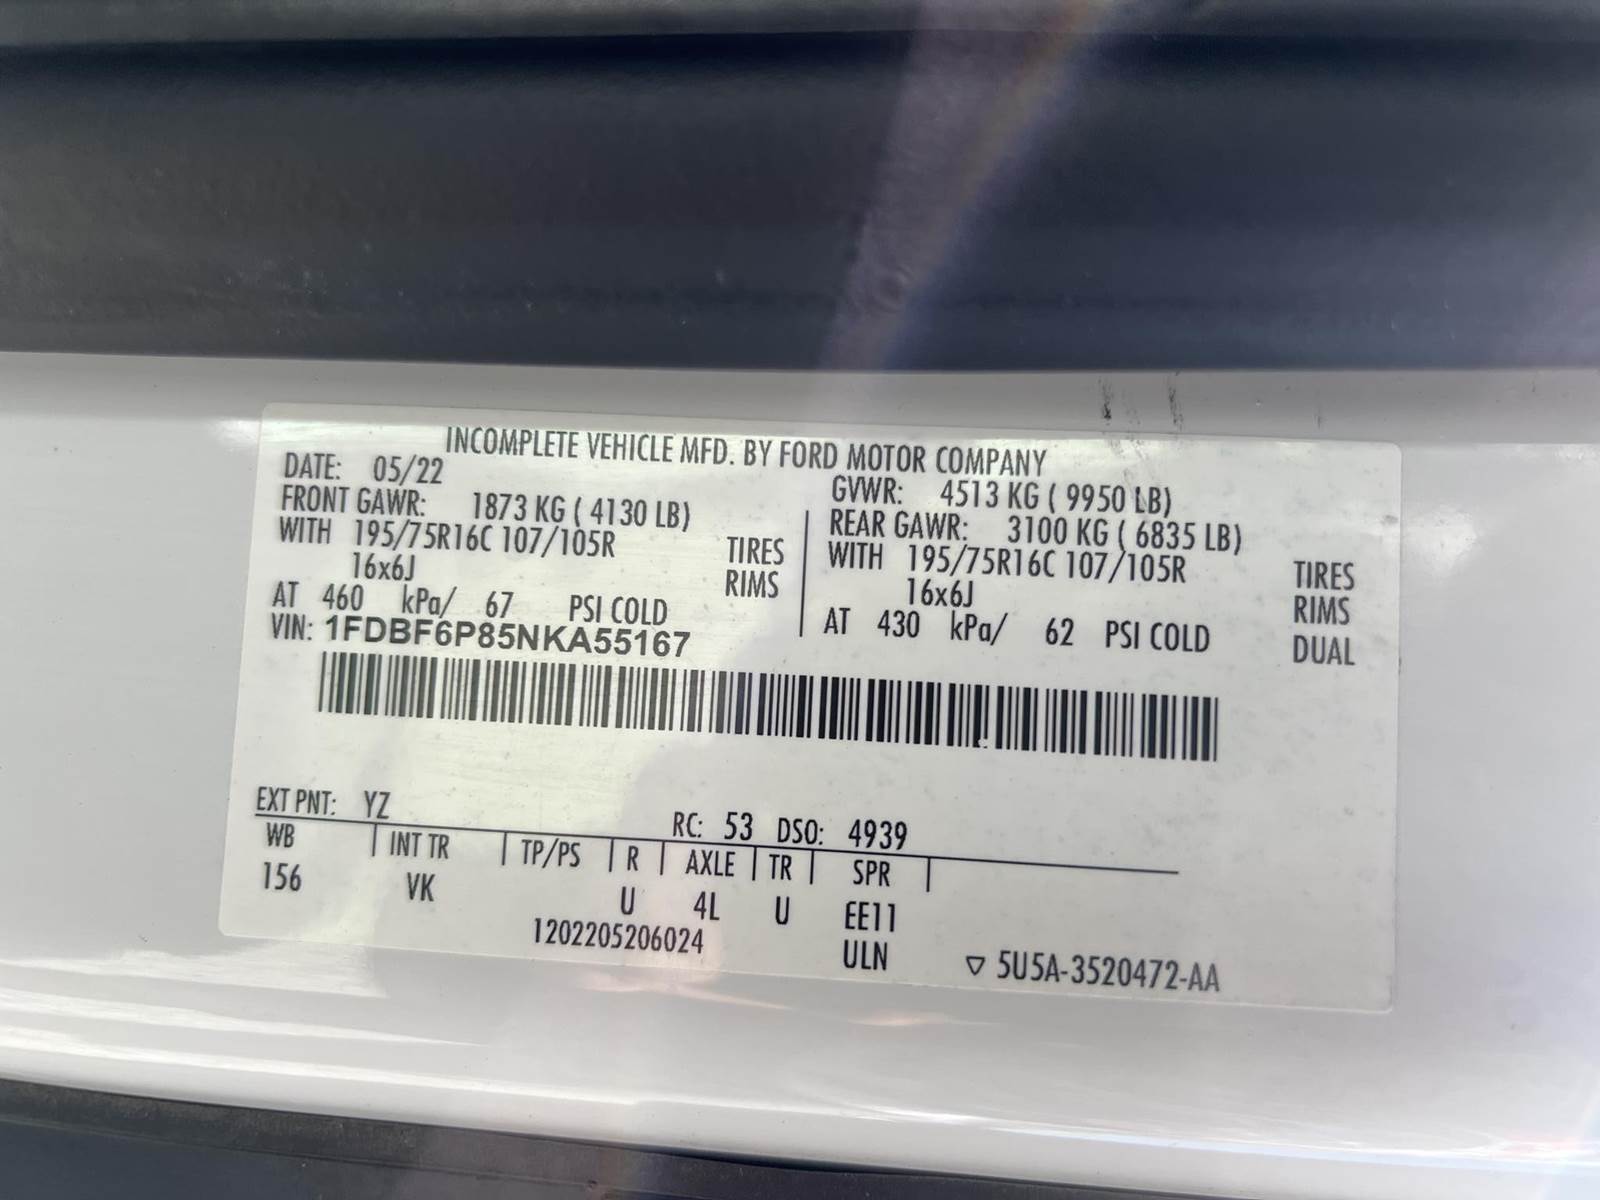 INCOMPLETE VEHICLE MFD. BY FORD MOTOR COMPANY
DATE: 05/22 GVWR: 4513 KG ( 9950 LB)
FRONT GAWR: 1873 KG ( 4130 LB) REAR GAWR: 3100 KG ( 6835 LB)
WITH 195/75R16C 107/105R TIRES WITH 195/75R16C 107/105R TIRES
16x6J RIMS 16x6J RIMS
AT 460 kPa/ 67 PSI COLD AT 430 kPa/ 62 PSI COLD DUAL
VIN: 1FDBF6P85NKA55167
EXT PNT: YZ RC: 53 DSO: 4939
WB INT TR TP/PS R AXLE TR SPR
156 VK U 4L U EE11
1202205206024 ULN ▽ 5U5A-3520472-AA